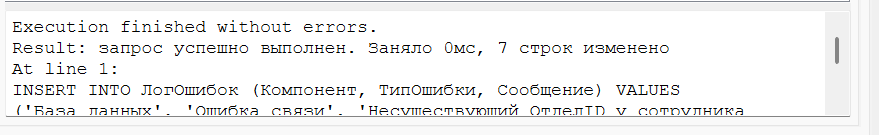 Execution finished without errors.
Result: запрос успешно выполнен. Заняло 0мс, 7 строк изменено
At line 1:
INSERT INTO ЛогОшибок (Компонент, ТипОшибки, Сообщение) VALUES
('База данных', 'Ошибка связи', 'Несуществующий ОтделID у сотрудника